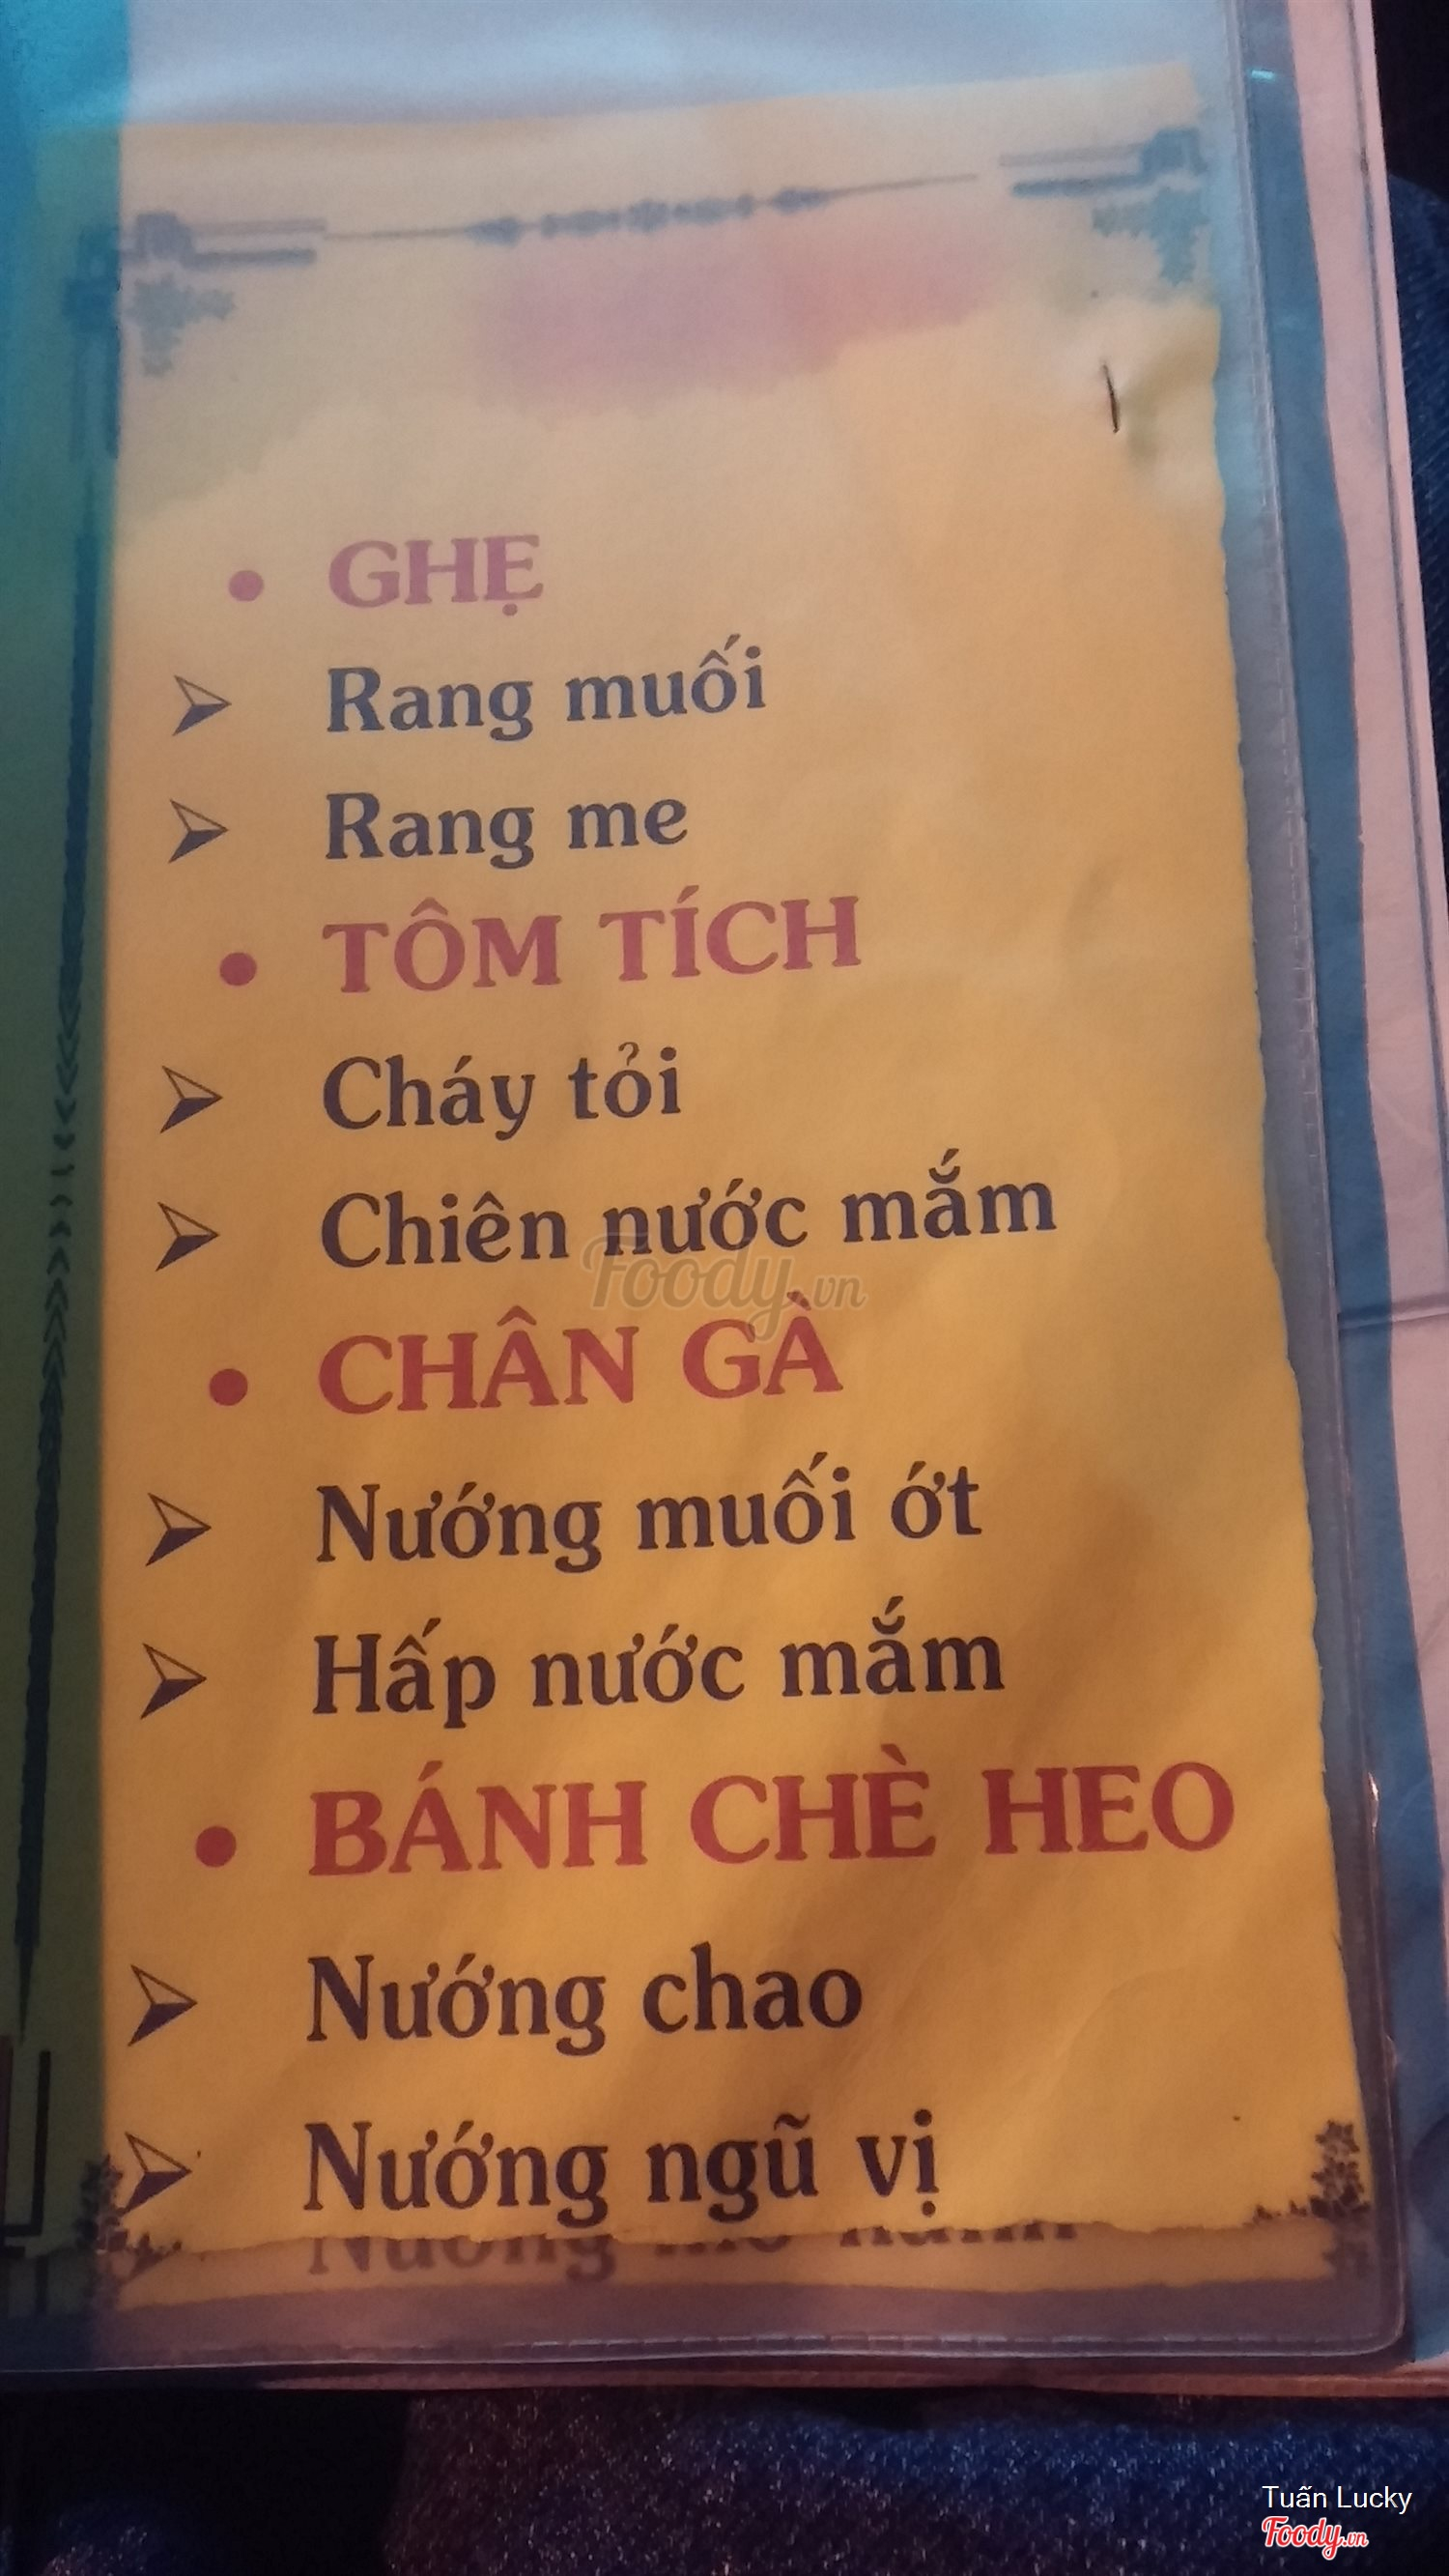 GHẸ
Rang muối
Rang me
TÔM TÍCH
Cháy tỏi
Chiên nước mắm
Foody.vn
CHÂN GÀ
Nướng muối ớt
Hấp nước mắm
BÁNH CHÈ HEO
Nướng chao
Nướng ngũ vị
Nướng
Tuấn Lucky
Foody.vn